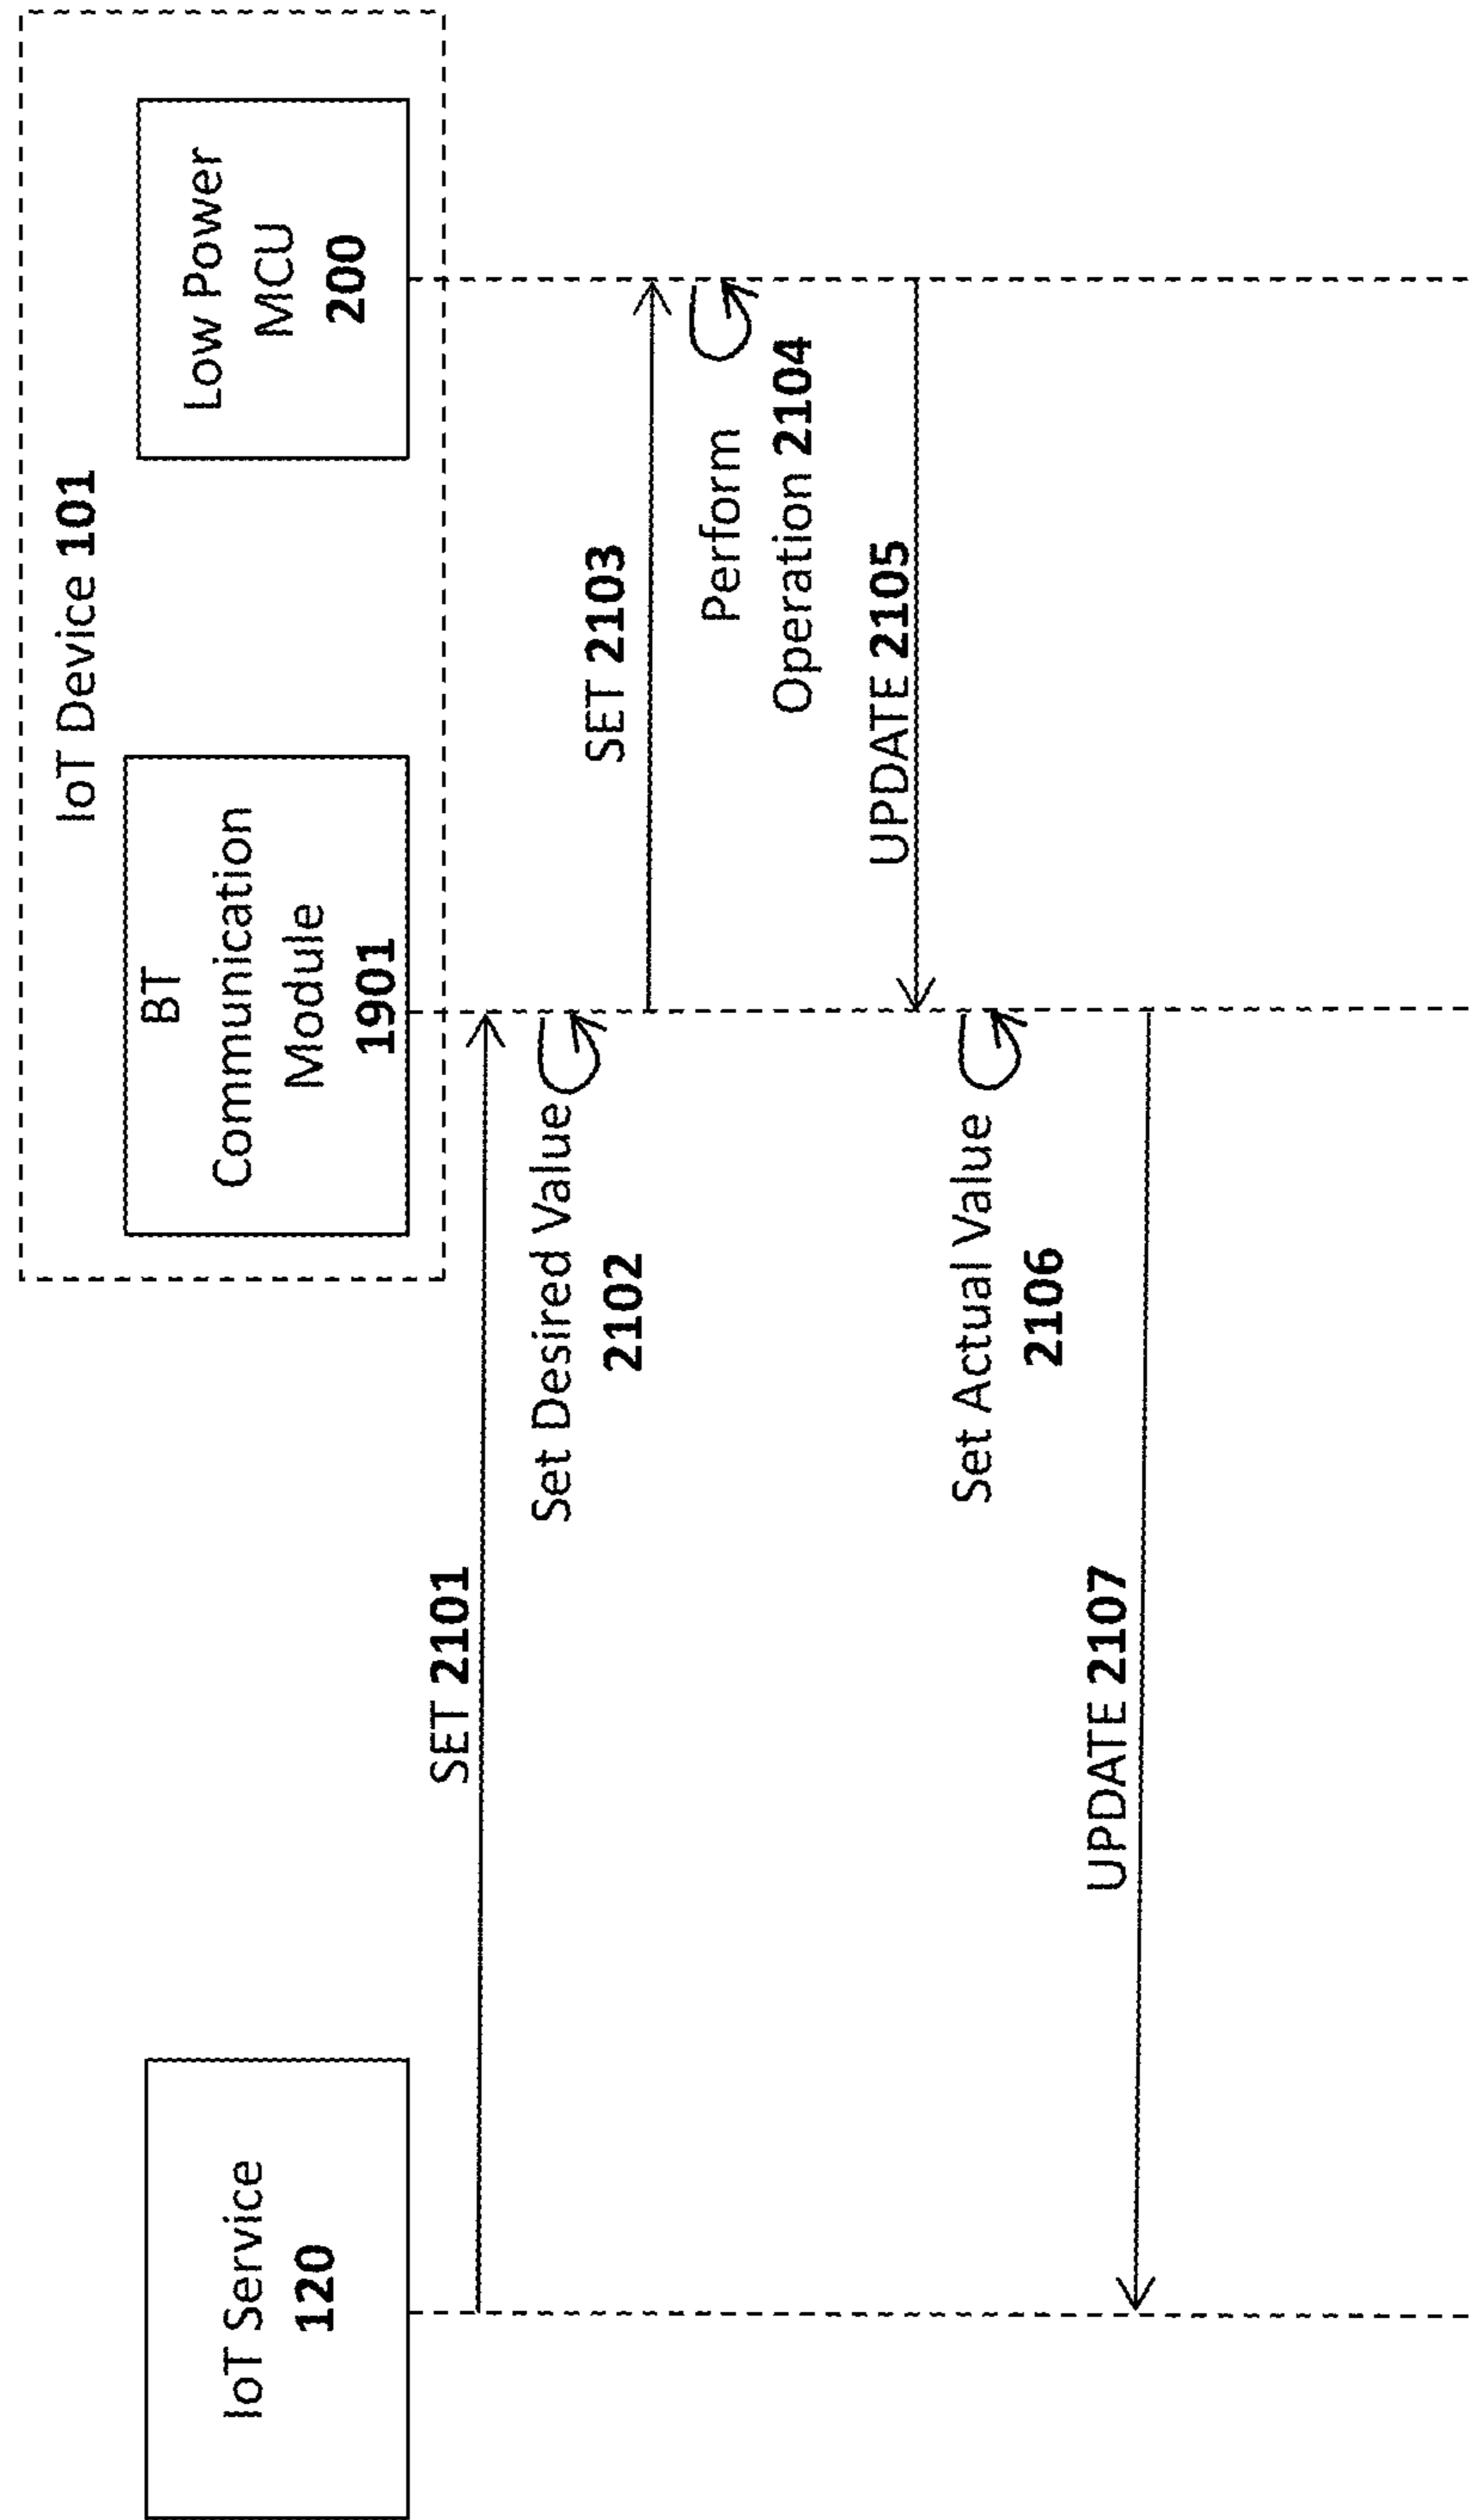 IoT Device 101
IoT Service
120
BT
Communication
Module
1901
Low Power
MCU
200
SET 2101
Set Desired Value
2102
SET 2103
Perform
Operation 2104
UPDATE 2105
Set Actual Value
2106
UPDATE 2107